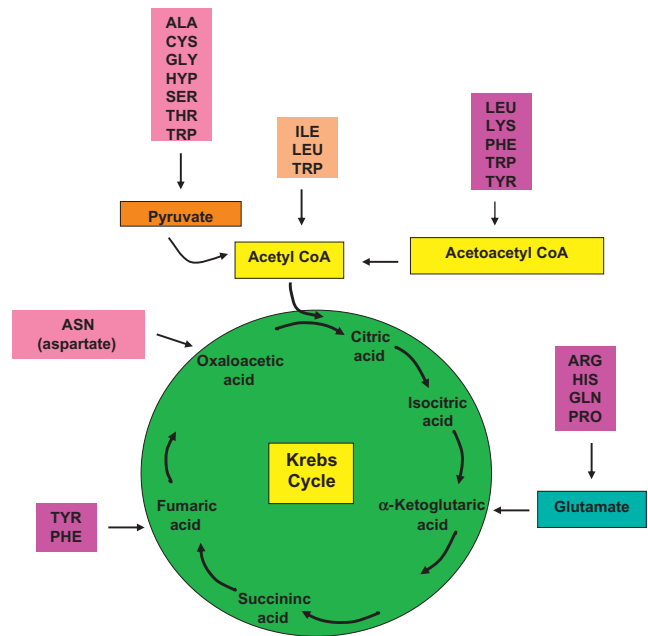 ALA
CYS
GLY
HYP
SER
THR
TRP
ILE
LEU
TRP
LEU
LYS
PHE
TRP
TYR
Pyruvate
Acetyl CoA
Acetoacetyl CoA
ASN
(aspartate)
Oxaloacetic
acid
Citric
acid
Isocitric
acid
ARG
HIS
GLN
PRO
Krebs
Cycle
TYR
PHE
Fumaric
acid
α-Ketoglutaric
acid
Glutamate
Succininc
acid